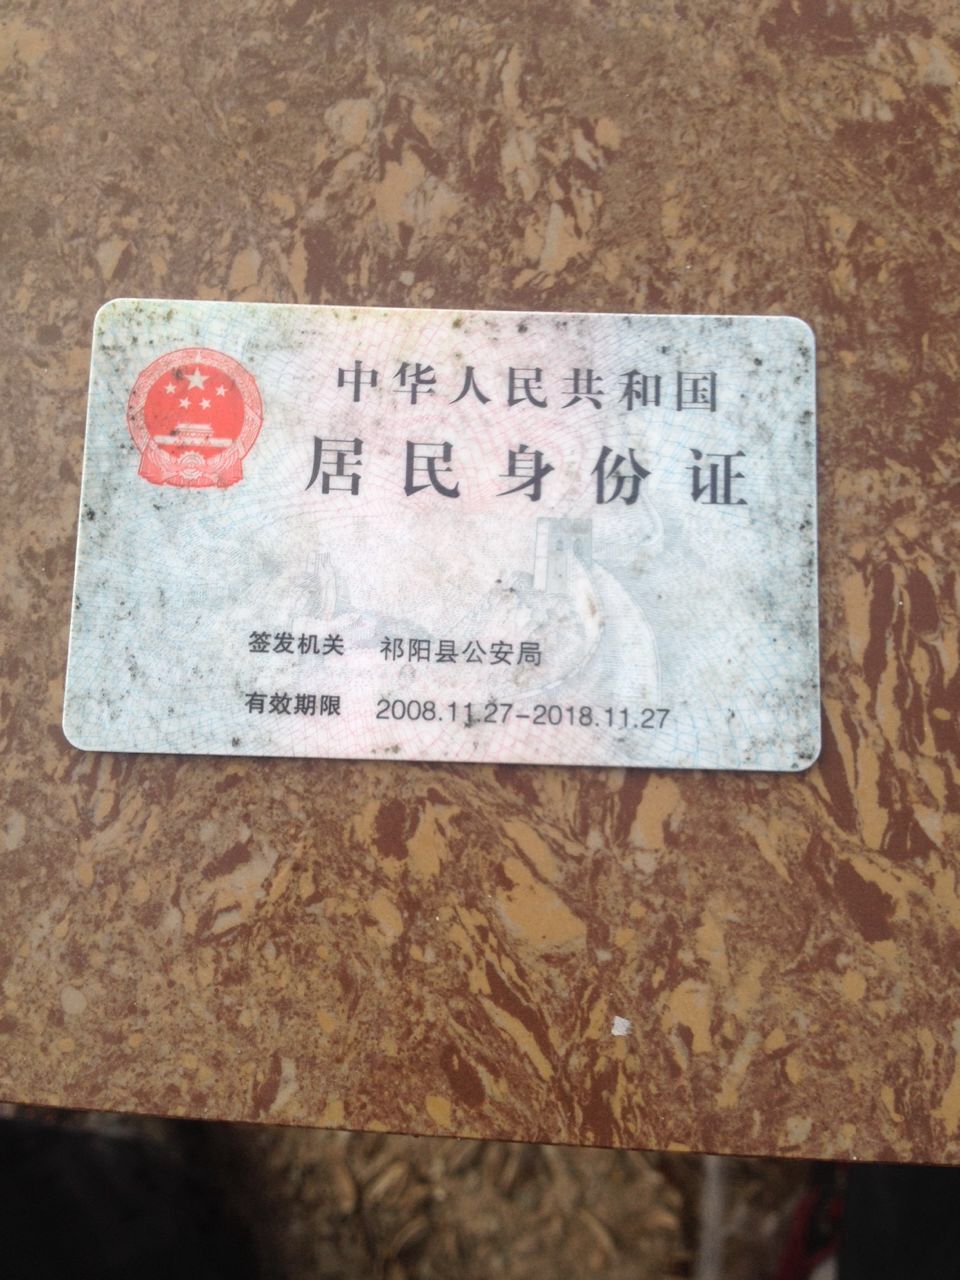 中华人民共和国
居民身份证
签发机关 祁阳县公安局
有效期限 2008.11.27-2018.11.27